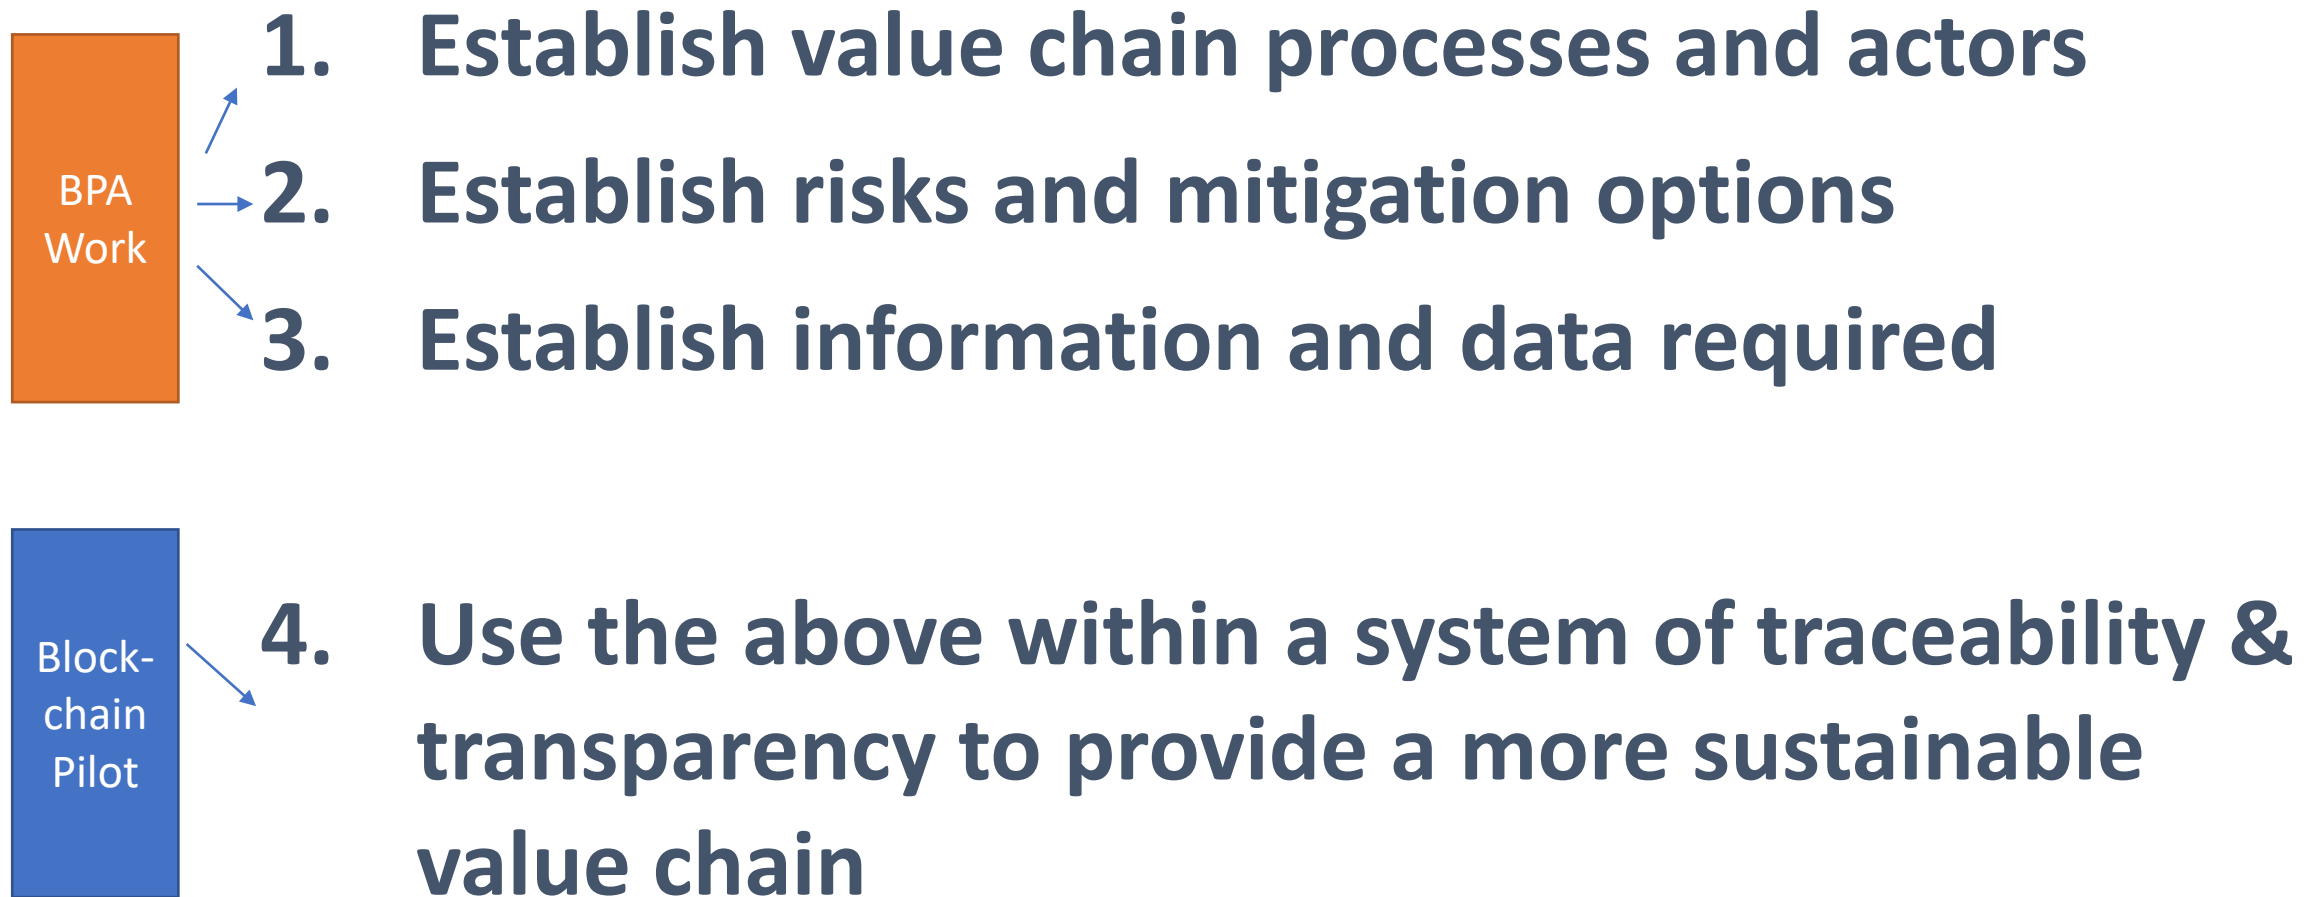 1. Establish value chain processes and actors
BPA
Work
2. Establish risks and mitigation options
3. Establish information and data required
Block-
chain
Pilot
4. Use the above within a system of traceability &
transparency to provide a more sustainable
value chain